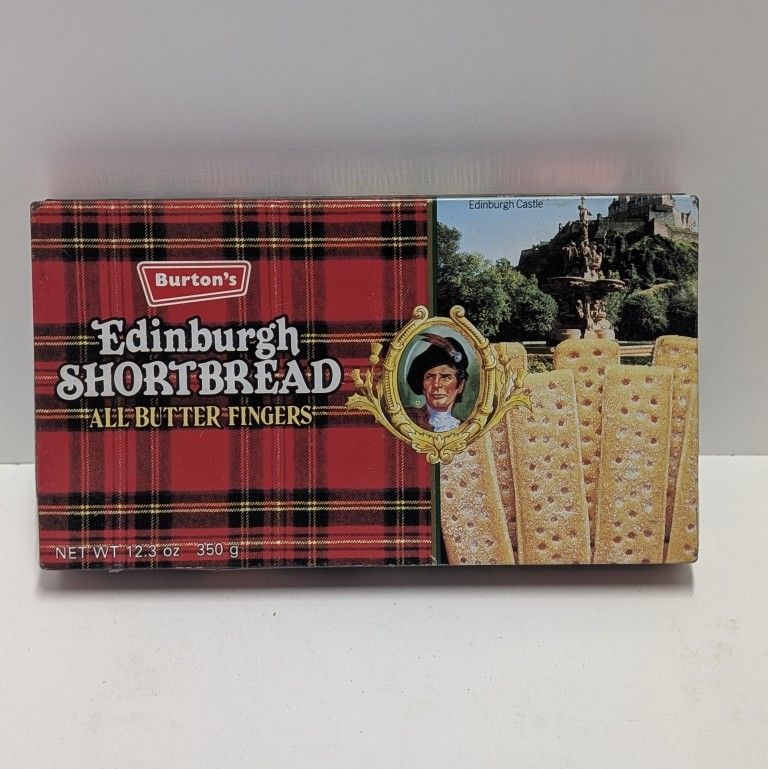 Edinburgh Castle
Burton's
Edinburgh
SHORTBREAD
ALL BUTTER FINGERS
NET WT 12.3 oz 350 g